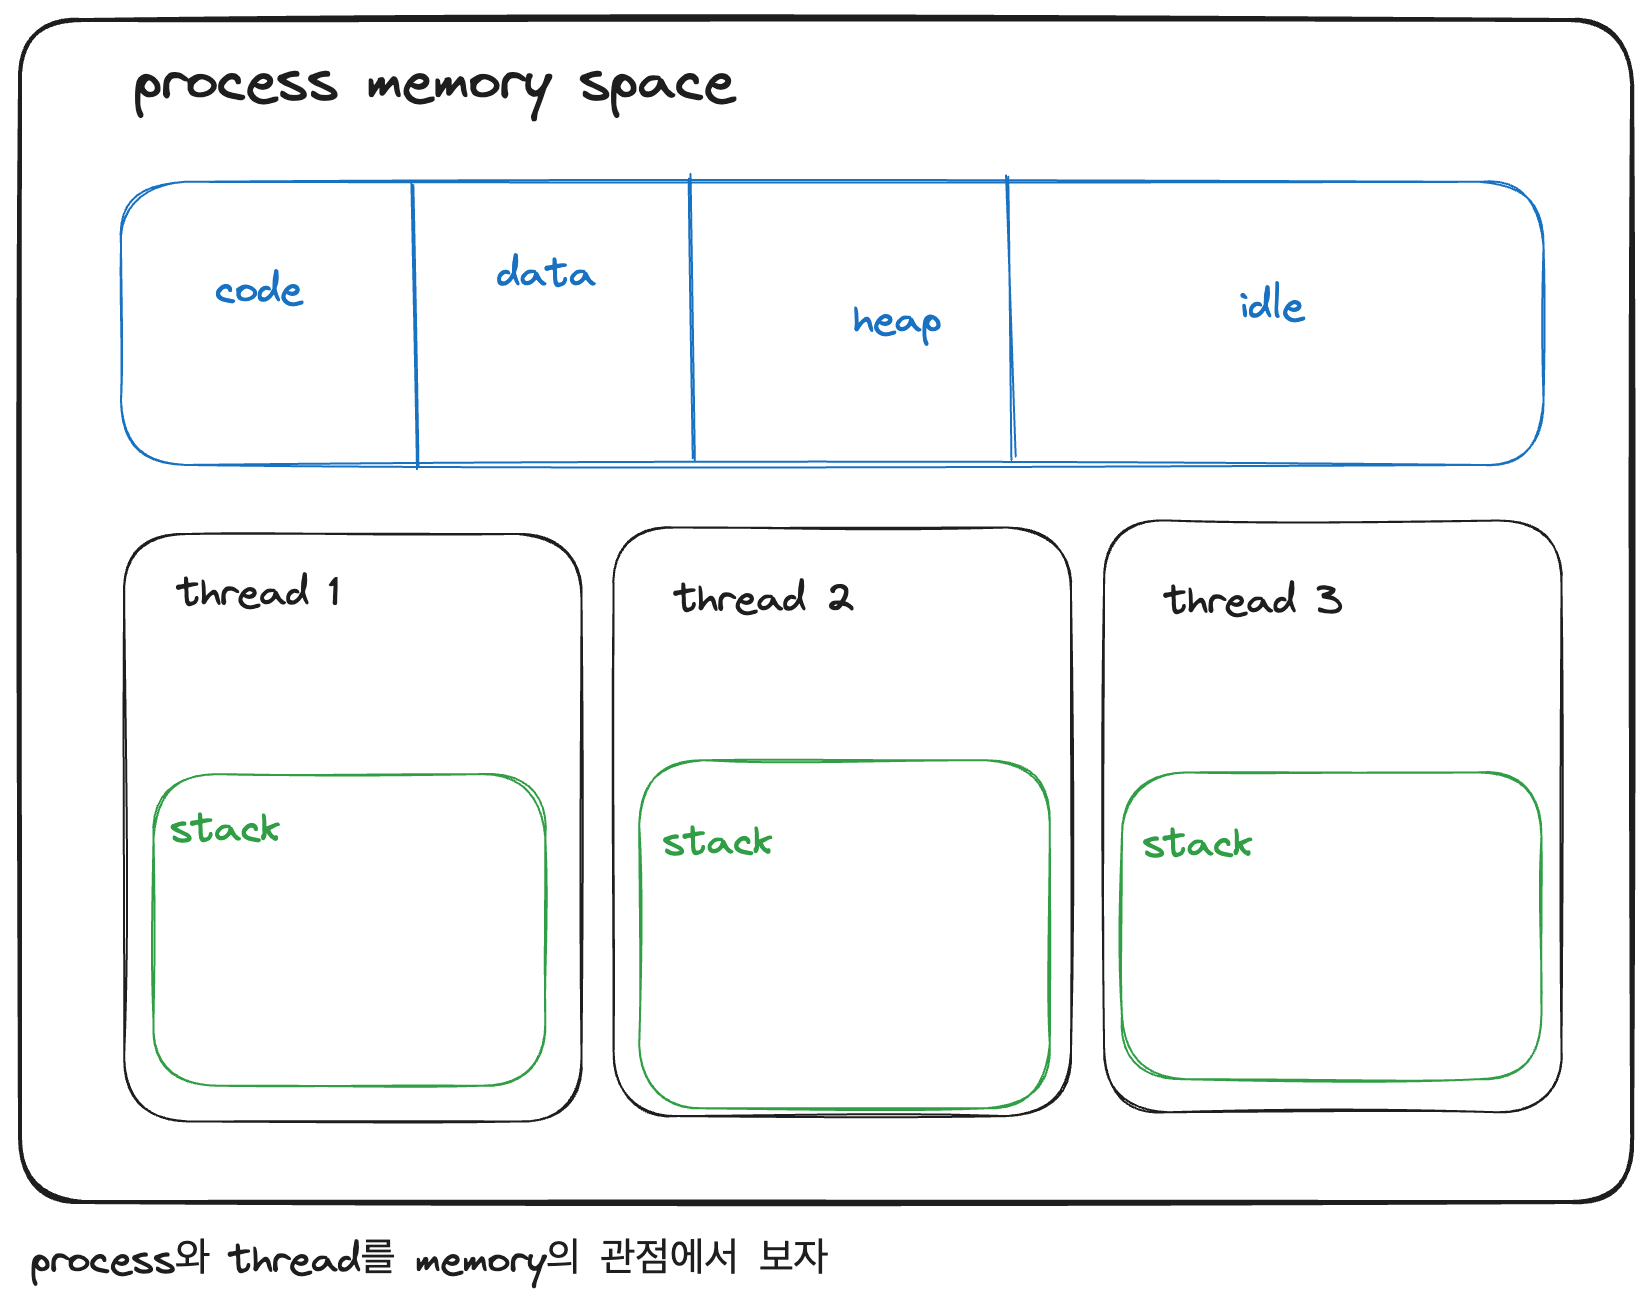 process memory space
code
data
heap
idle
thread 1
thread 2
thread 3
stack
stack
stack
process와 thread를 memory의 관점에서 보자